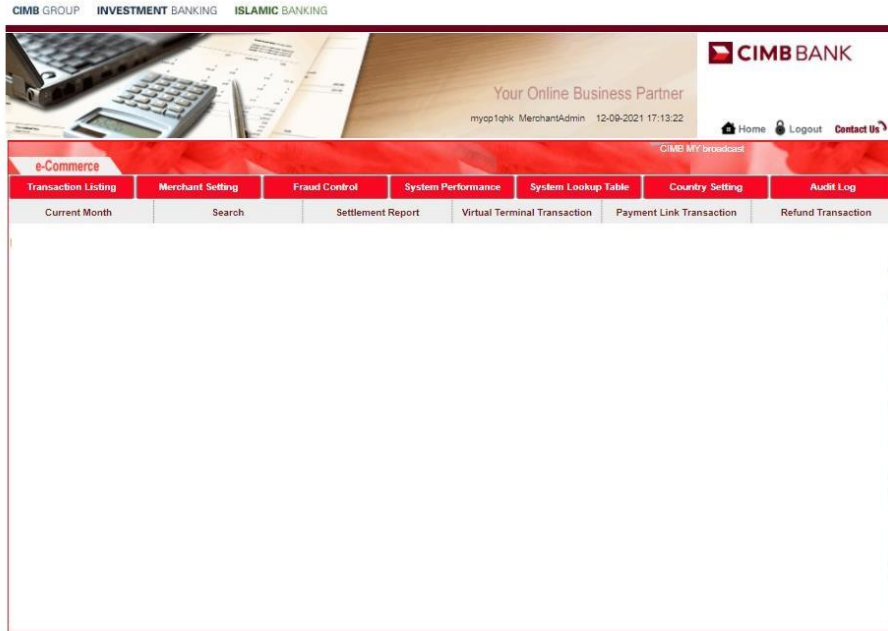 CIMB GROUP INVESTMENT BANKING ISLAMIC BANKING
CIMB BANK
Your Online Business Partner
mycp1qhk MerchantAdmin 12-09-2021 17:13:22
Home Logout Contact Us
CIMB MY broadcast
e-Commerce
Transaction Listing Merchant Setting Fraud Control System Performance System Lookup Table Country Setting Audit Log
Current Month Search Settlement Report Virtual Terminal Transaction Payment Link Transaction Refund Transaction